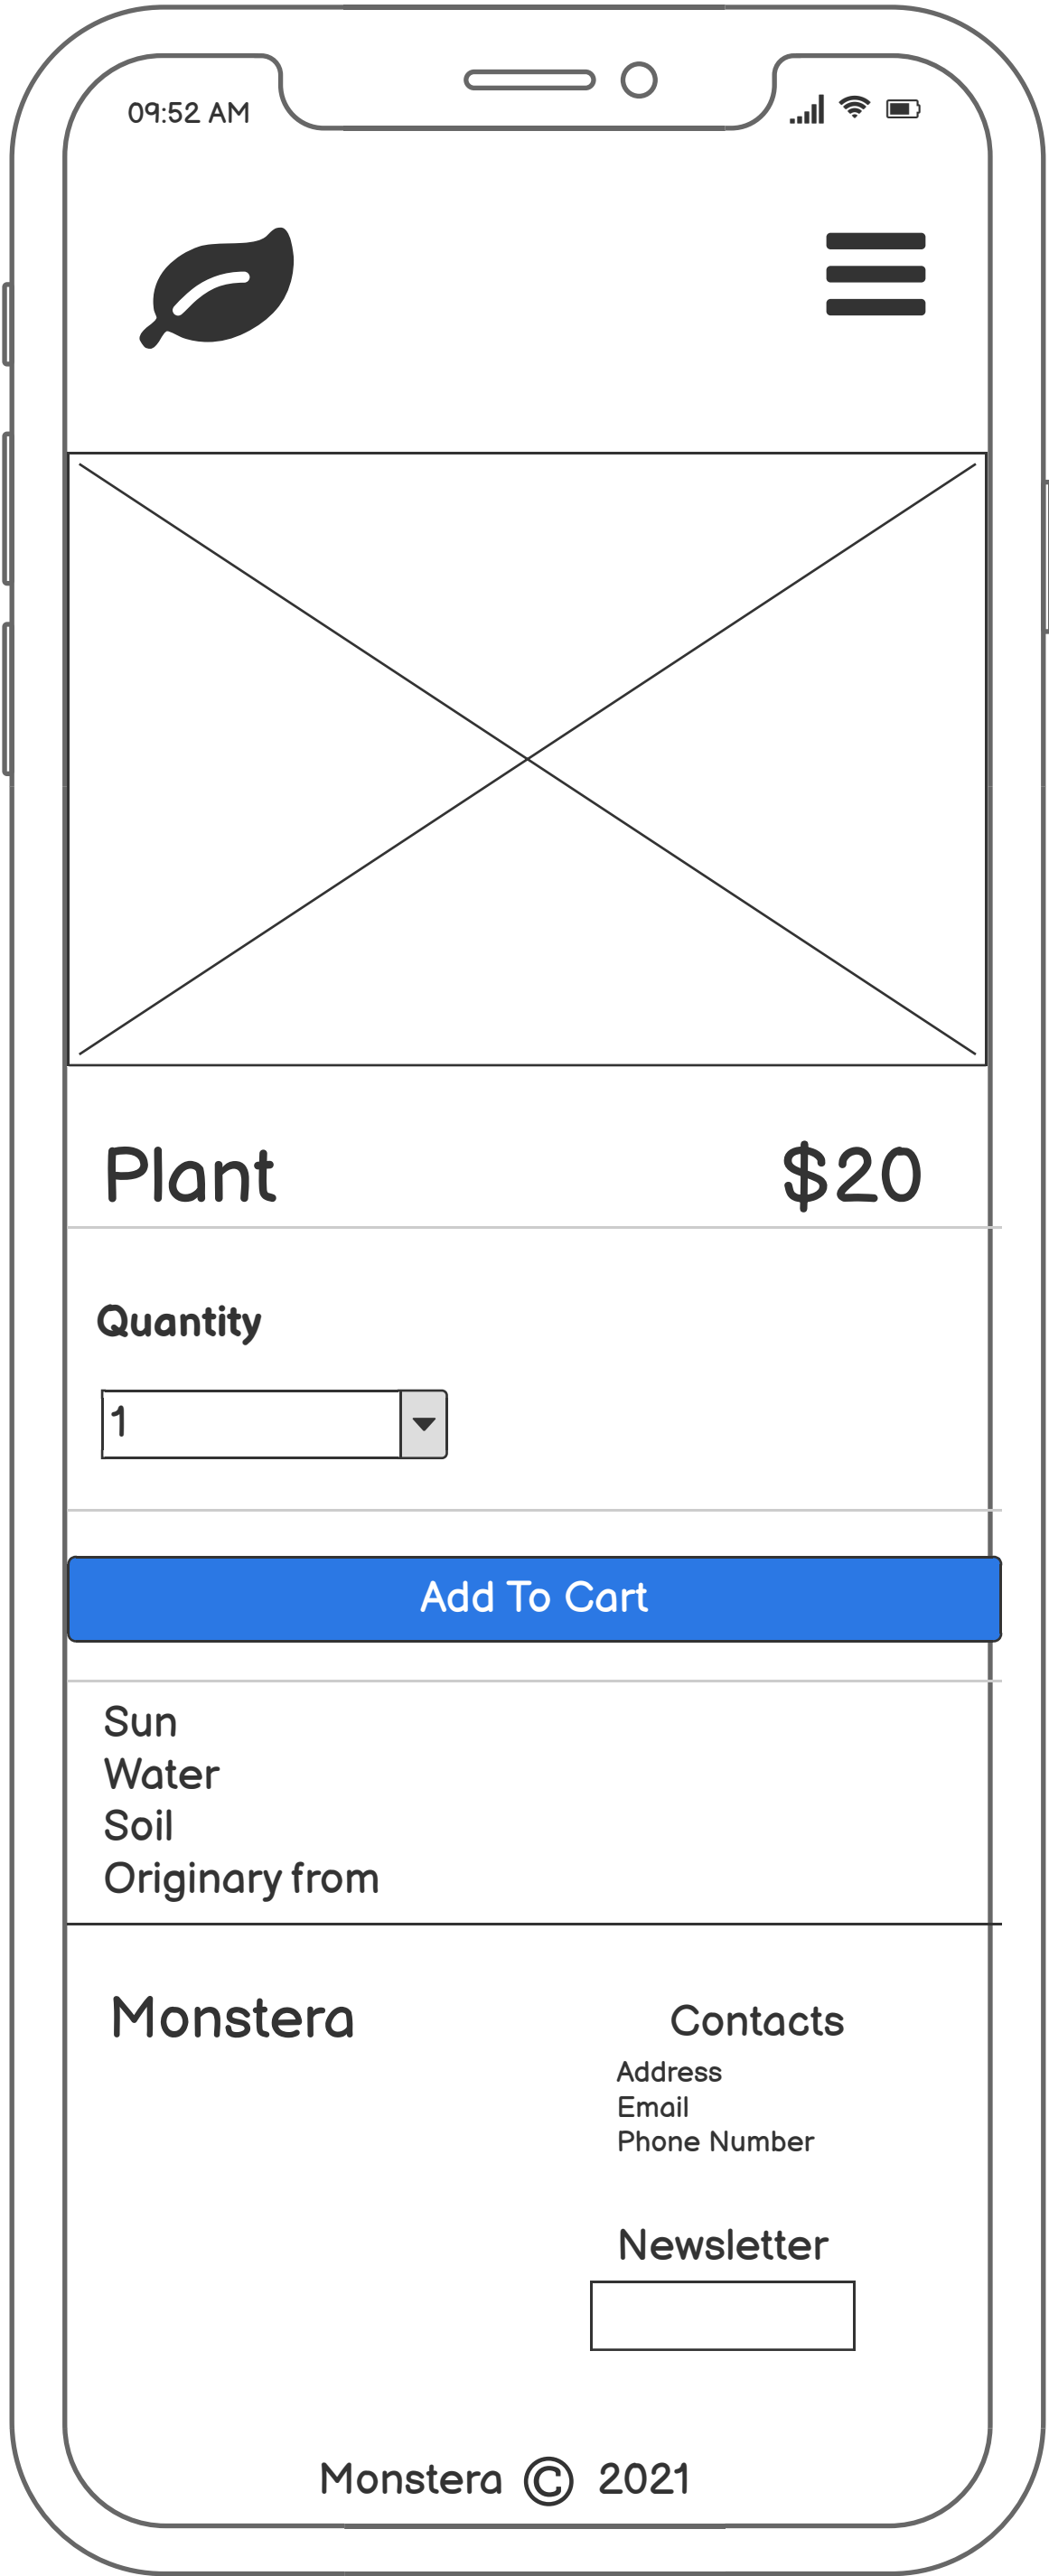 09:52 AM
Plant
$20
Quantity
1
Add To Cart
Sun
Water
Soil
Originary from
Monstera
Contacts
Address
Email
Phone Number
Newsletter
Monstera © 2021